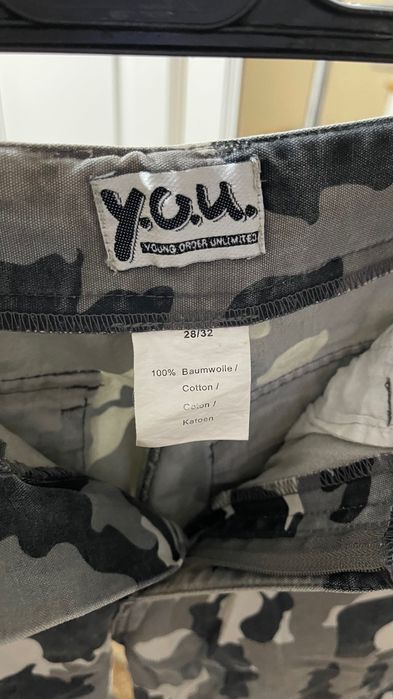 y.o.u.
YOUNG ORDER UNLIMITED
28/32
100% Baumwolle /
Cotton /
Coton /
Katoen